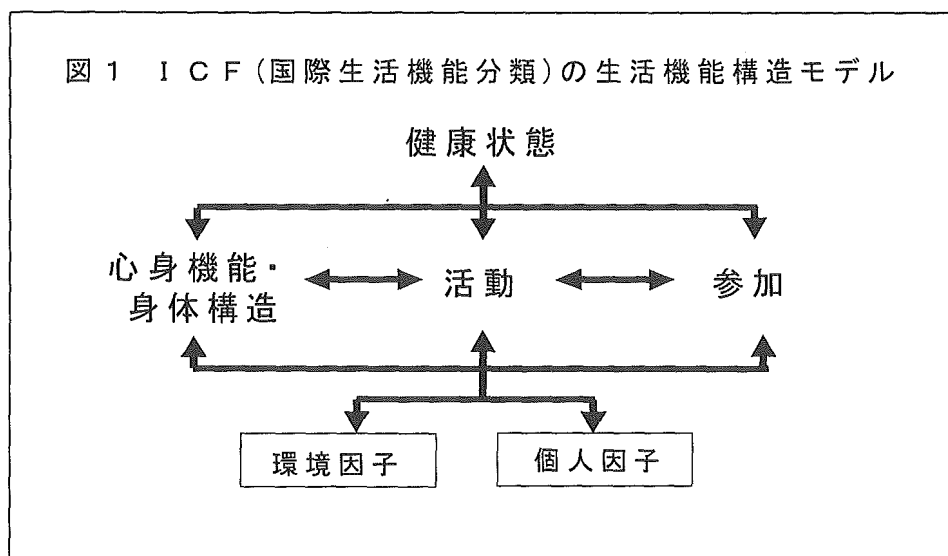 図1 ICF(国際生活機能分類)の生活機能構造モデル
健康状態
心身機能・
身体構造
活動
参加
環境因子
個人因子